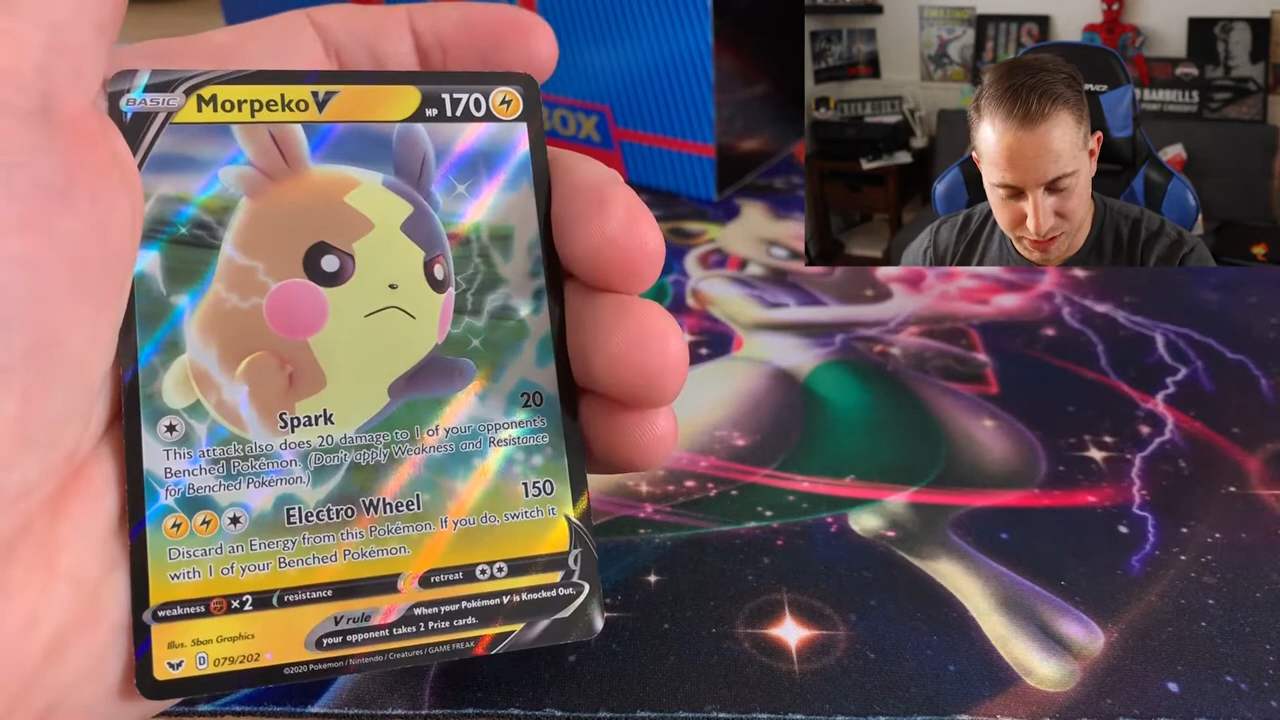 BASIC
Morpeko V
HP 170
Spark
20
This attack also does 20 damage to 1 of your opponent's
Benched Pokémon. (Don't apply Weakness and Resistance
for Benched Pokémon.)
Electro Wheel
150
Discard an Energy from this Pokémon. If you do, switch it
with 1 of your Benched Pokémon.
weakness ×2
resistance
retreat
V rule
When your Pokémon V is Knocked Out,
your opponent takes 2 Prize cards.
Illus. 5ban Graphics
D 079/202
©2020 Pokémon / Nintendo / Creatures / GAME FREAK
BOX
BARBELLS